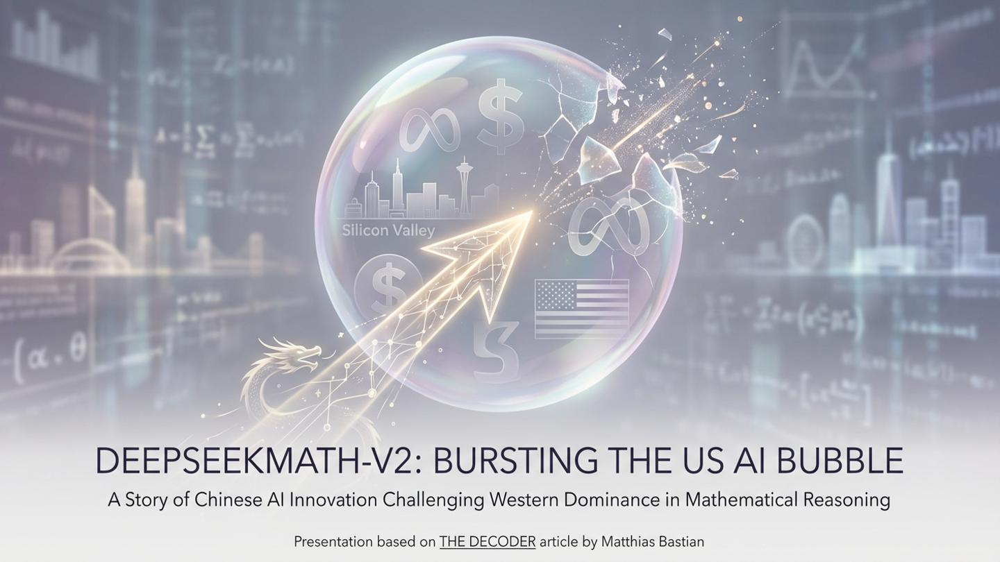 Silicon Valley
DEEPSEEKMATH-V2: BURSTING THE US AI BUBBLE
A Story of Chinese AI Innovation Challenging Western Dominance in Mathematical Reasoning
Presentation based on THE DECODER article by Matthias Bastian